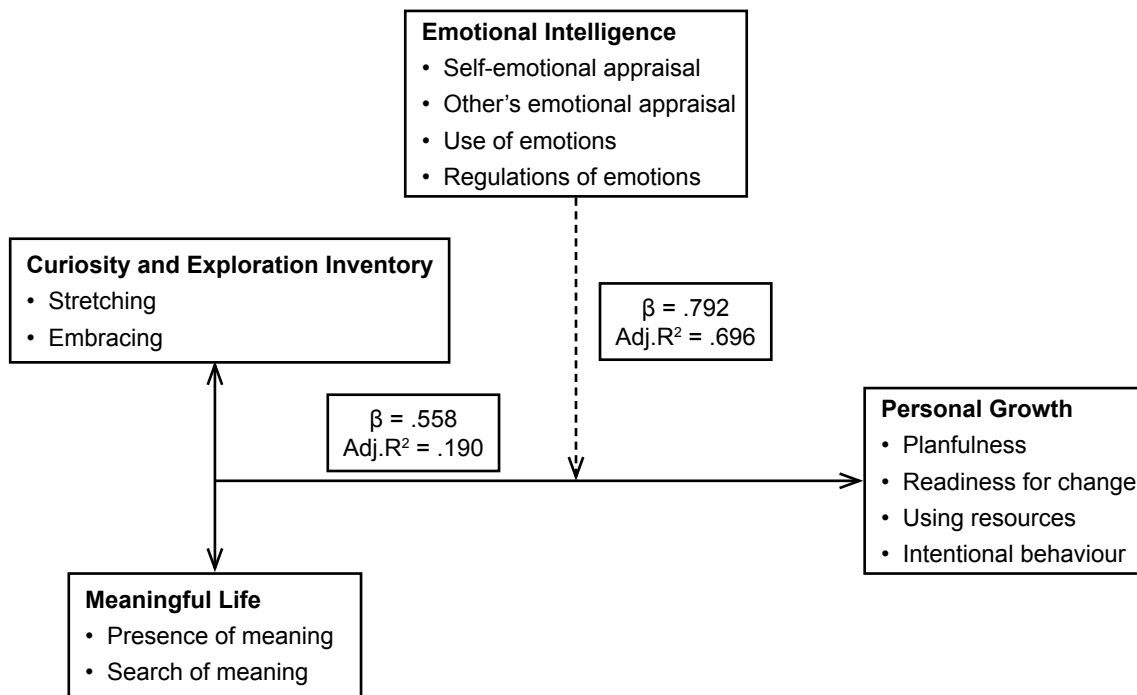 Emotional Intelligence
• Self-emotional appraisal
• Other’s emotional appraisal
• Use of emotions
• Regulations of emotions
Curiosity and Exploration Inventory
• Stretching
• Embracing
β = .792
Adj.R² = .696
β = .558
Adj.R² = .190
Personal Growth
• Planfulness
• Readiness for change
• Using resources
• Intentional behaviour
Meaningful Life
• Presence of meaning
• Search of meaning